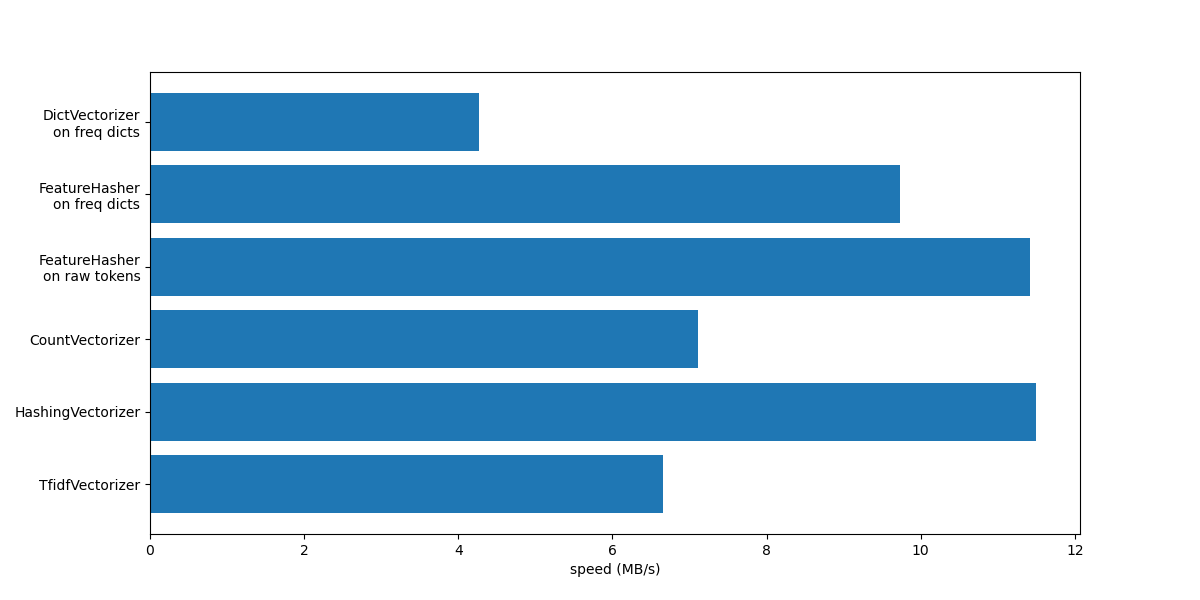 DictVectorizer
on freq dicts
FeatureHasher
on freq dicts
FeatureHasher
on raw tokens
CountVectorizer
HashingVectorizer
TfidfVectorizer
0 2 4 6 8 10 12
speed (MB/s)